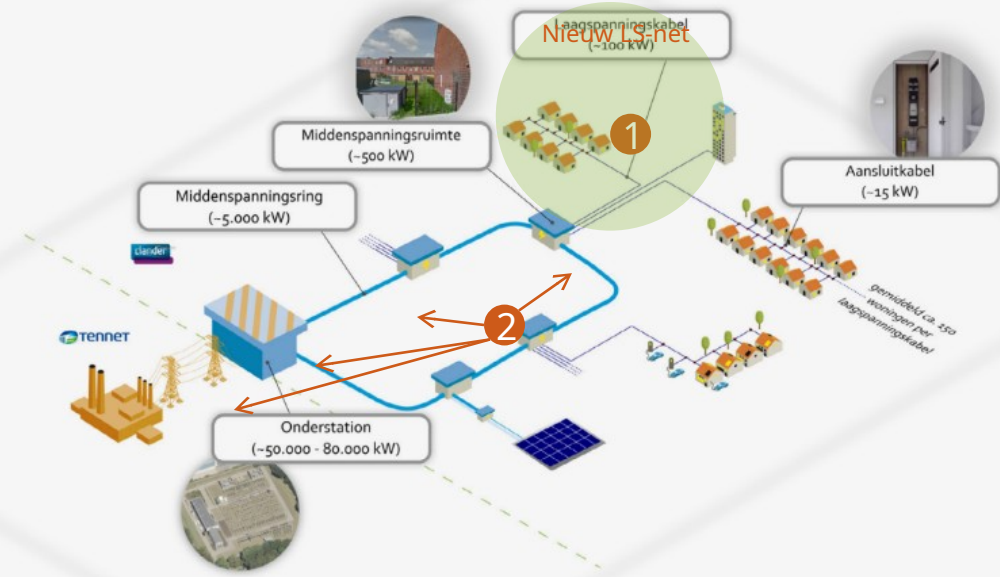 Laagspanningskabel
(~100 kW)
Nieuw LS-net
1
Middenspanningsruimte
(~500 kW)
Aansluitkabel
(~15 kW)
Middenspanningsring
(~5.000 kW)
liander
gemiddeld ca. 150
woningen per
laagspanningskabel
2
TENNET
Onderstation
(~50.000 - 80.000 kW)